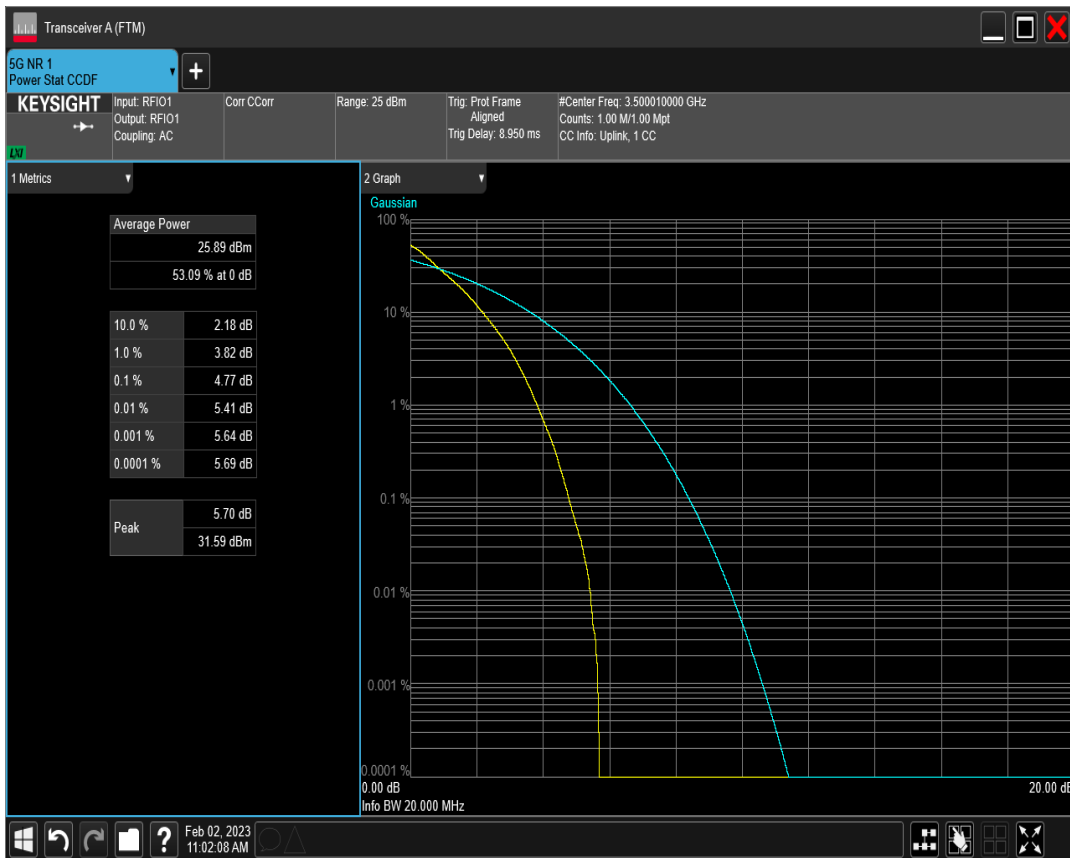 Transceiver A (FTM)
5G NR 1
Power Stat CCDF
KEYSIGHT
LXI
Input: RFIO1
Output: RFIO1
Coupling: AC
Corr CCorr
Range: 25 dBm
Trig: Prot Frame
Aligned
Trig Delay: 8.950 ms
#Center Freq: 3.500010000 GHz
Counts: 1.00 M/1.00 Mpt
CC Info: Uplink, 1 CC
1 Metrics
Average Power
25.89 dBm
53.09 % at 0 dB
10.0 % 2.18 dB
1.0 % 3.82 dB
0.1 % 4.77 dB
0.01 % 5.41 dB
0.001 % 5.64 dB
0.0001 % 5.69 dB
Peak
5.70 dB
31.59 dBm
2 Graph
Gaussian
100 %
10 %
1 %
0.1 %
0.01 %
0.001 %
0.0001 %
0.00 dB 20.00 dB
Info BW 20.000 MHz
Feb 02, 2023
11:02:08 AM